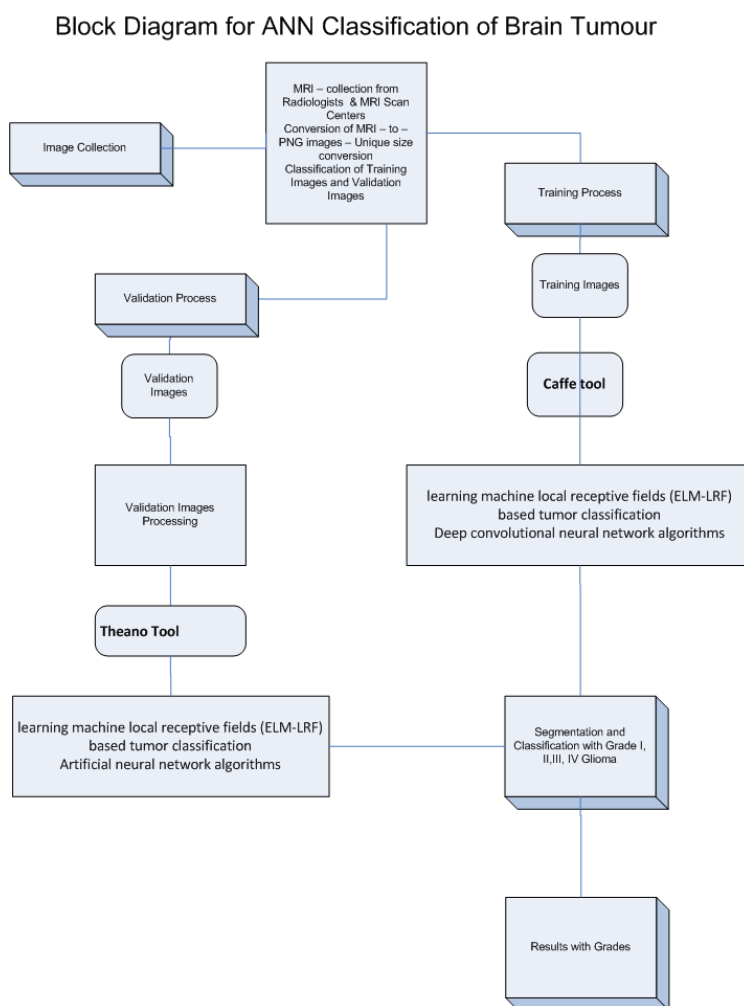 Block Diagram for ANN Classification of Brain Tumour
MRI – collection from
Radiologists & MRI Scan
Centers
Conversion of MRI – to –
PNG images – Unique size
conversion
Classification of Training
Images and Validation
Images
Image Collection
Training Process
Training Images
Validation Process
Validation
Images
Caffe tool
Validation Images
Processing
learning machine local receptive fields (ELM-LRF)
based tumor classification
Deep convolutional neural network algorithms
Theano Tool
learning machine local receptive fields (ELM-LRF)
based tumor classification
Artificial neural network algorithms
Segmentation and
Classification with Grade I,
II,III, IV Glioma
Results with Grades